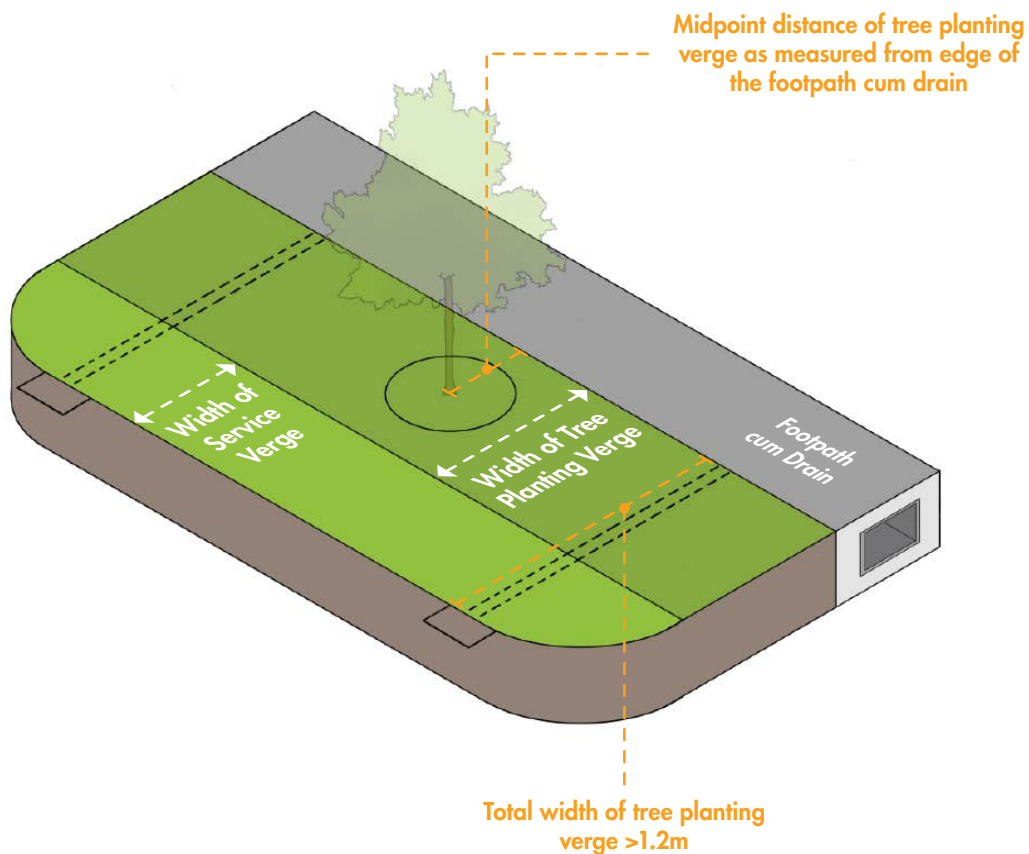 Midpoint distance of tree planting
verge as measured from edge of
the footpath cum drain
Width of
Service
Verge
Width of Tree
Planting Verge
Footpath
cum Drain
Total width of tree planting
verge >1.2m